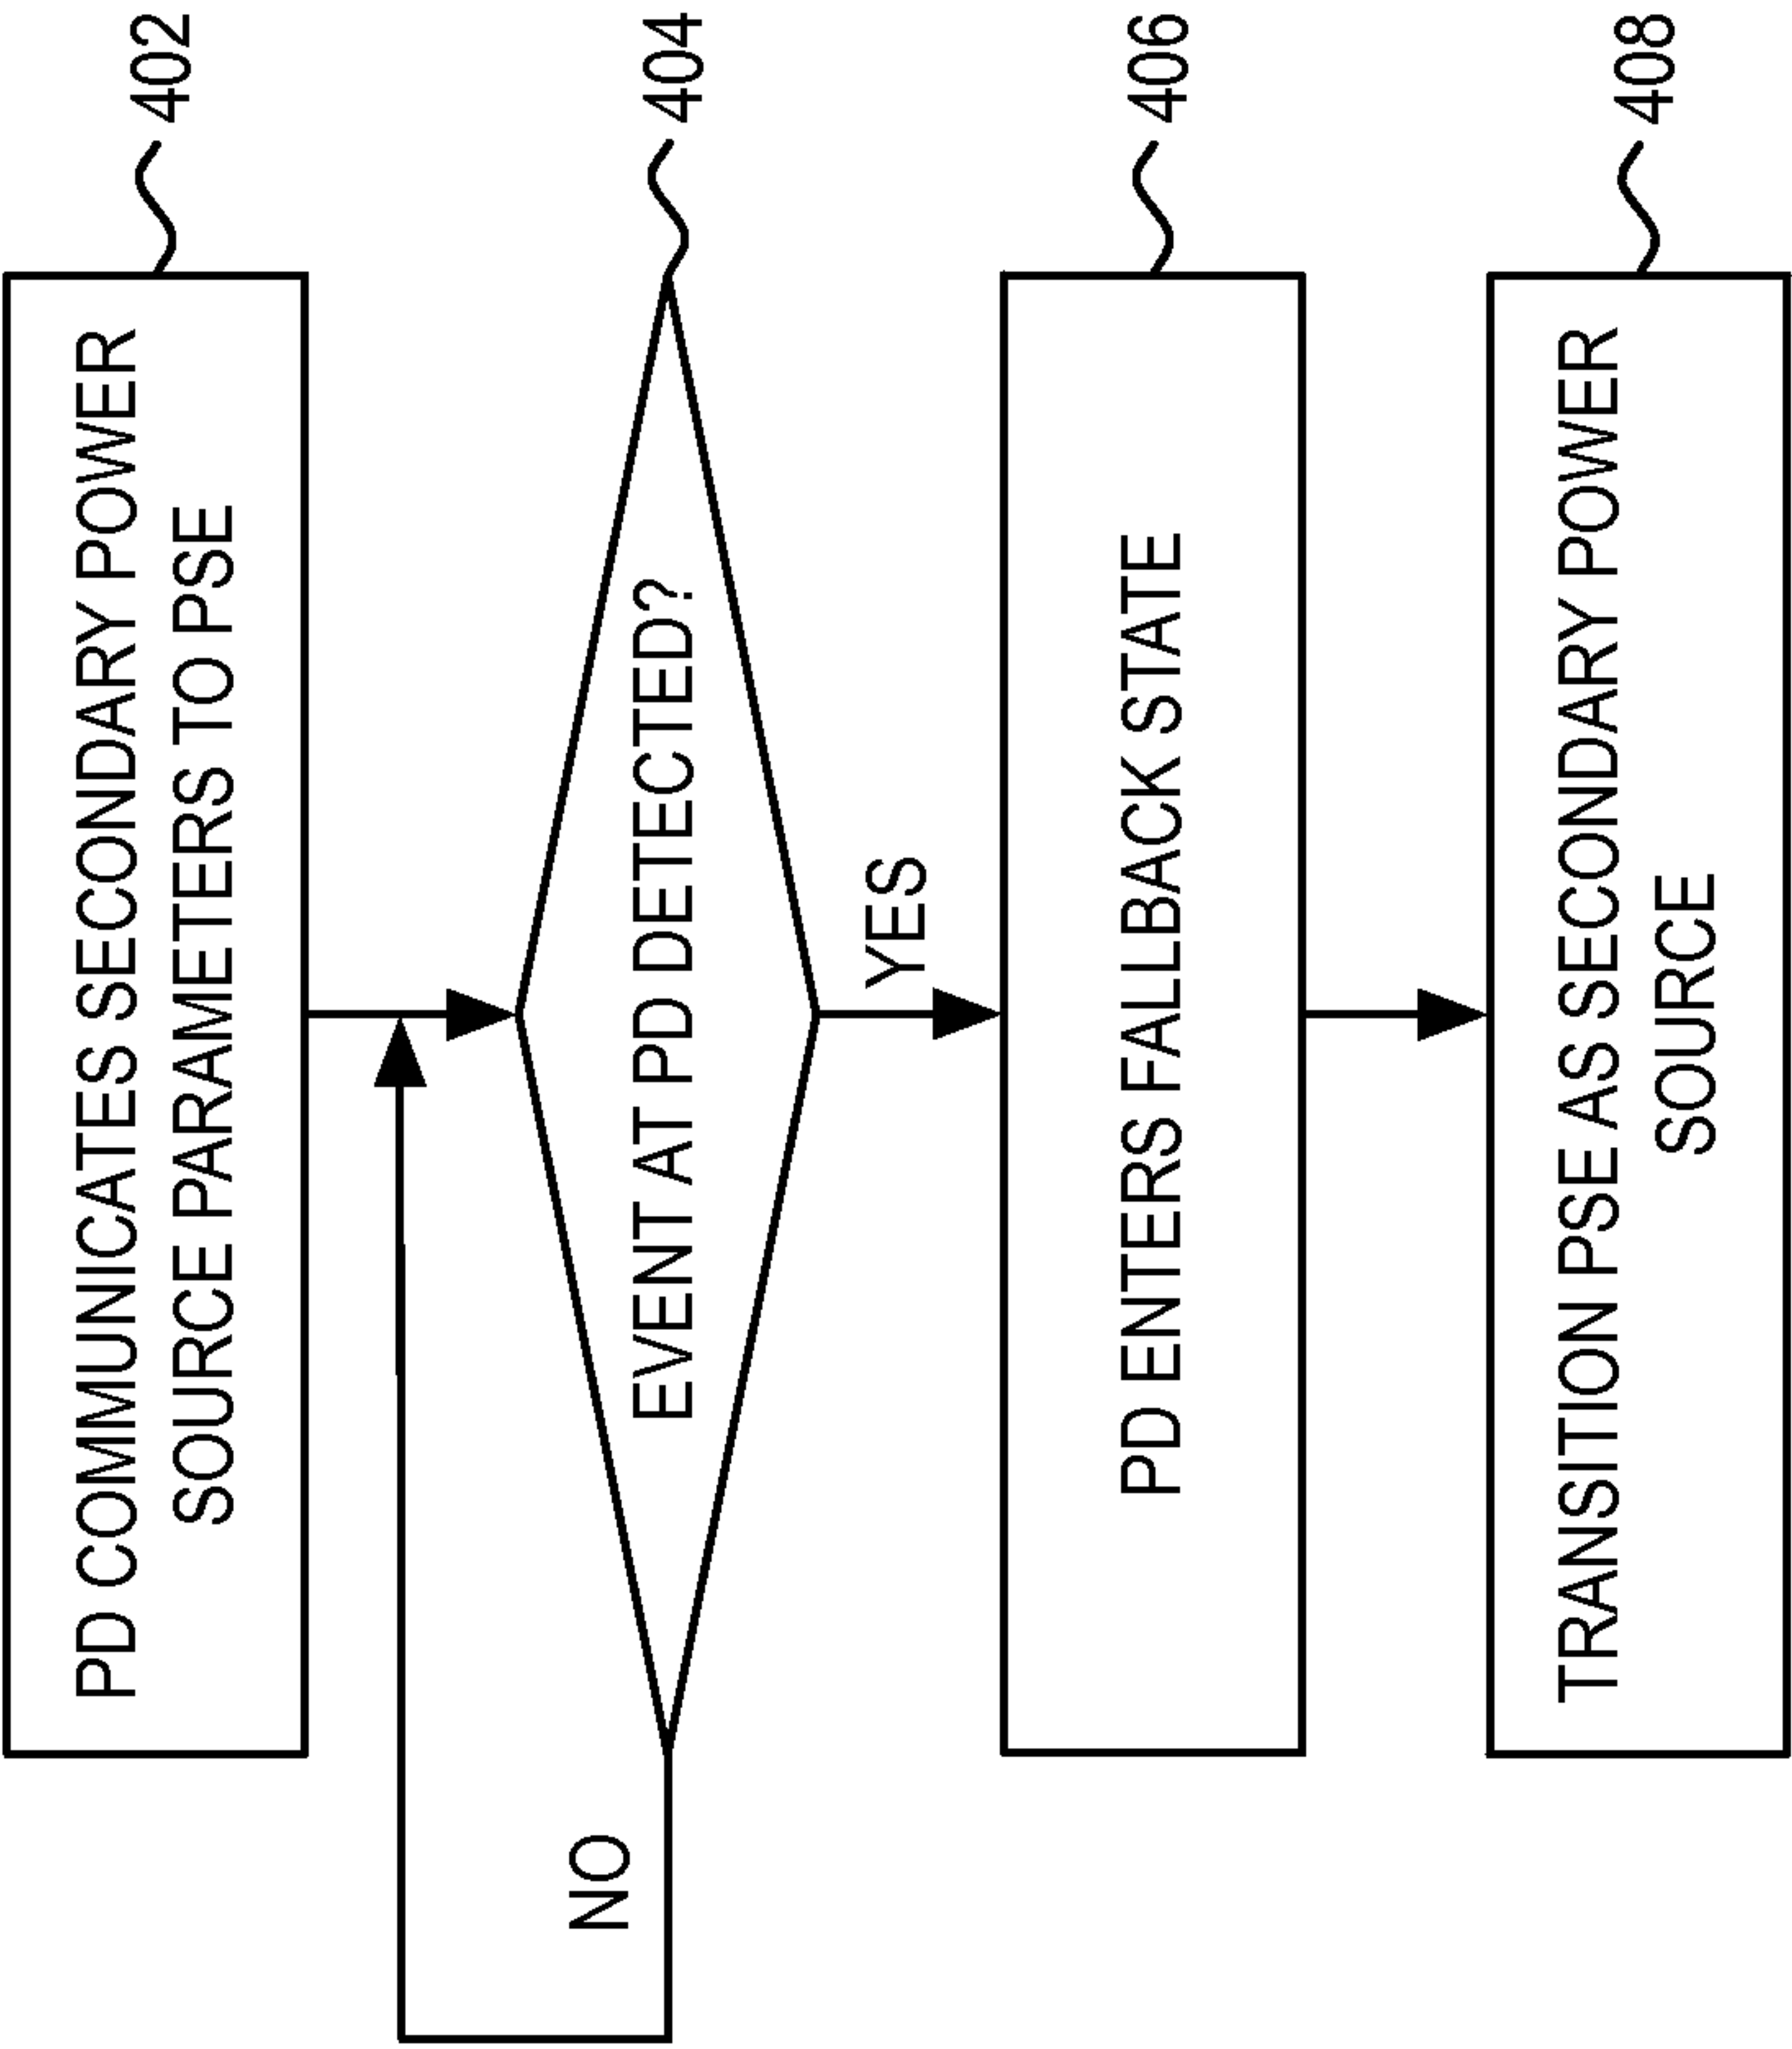 PD COMMUNICATES SECONDARY POWER
SOURCE PARAMETERS TO PSE
402
EVENT AT PD DETECTED?
404
NO
YES
PD ENTERS FALLBACK STATE
406
TRANSITION PSE AS SECONDARY POWER
SOURCE
408